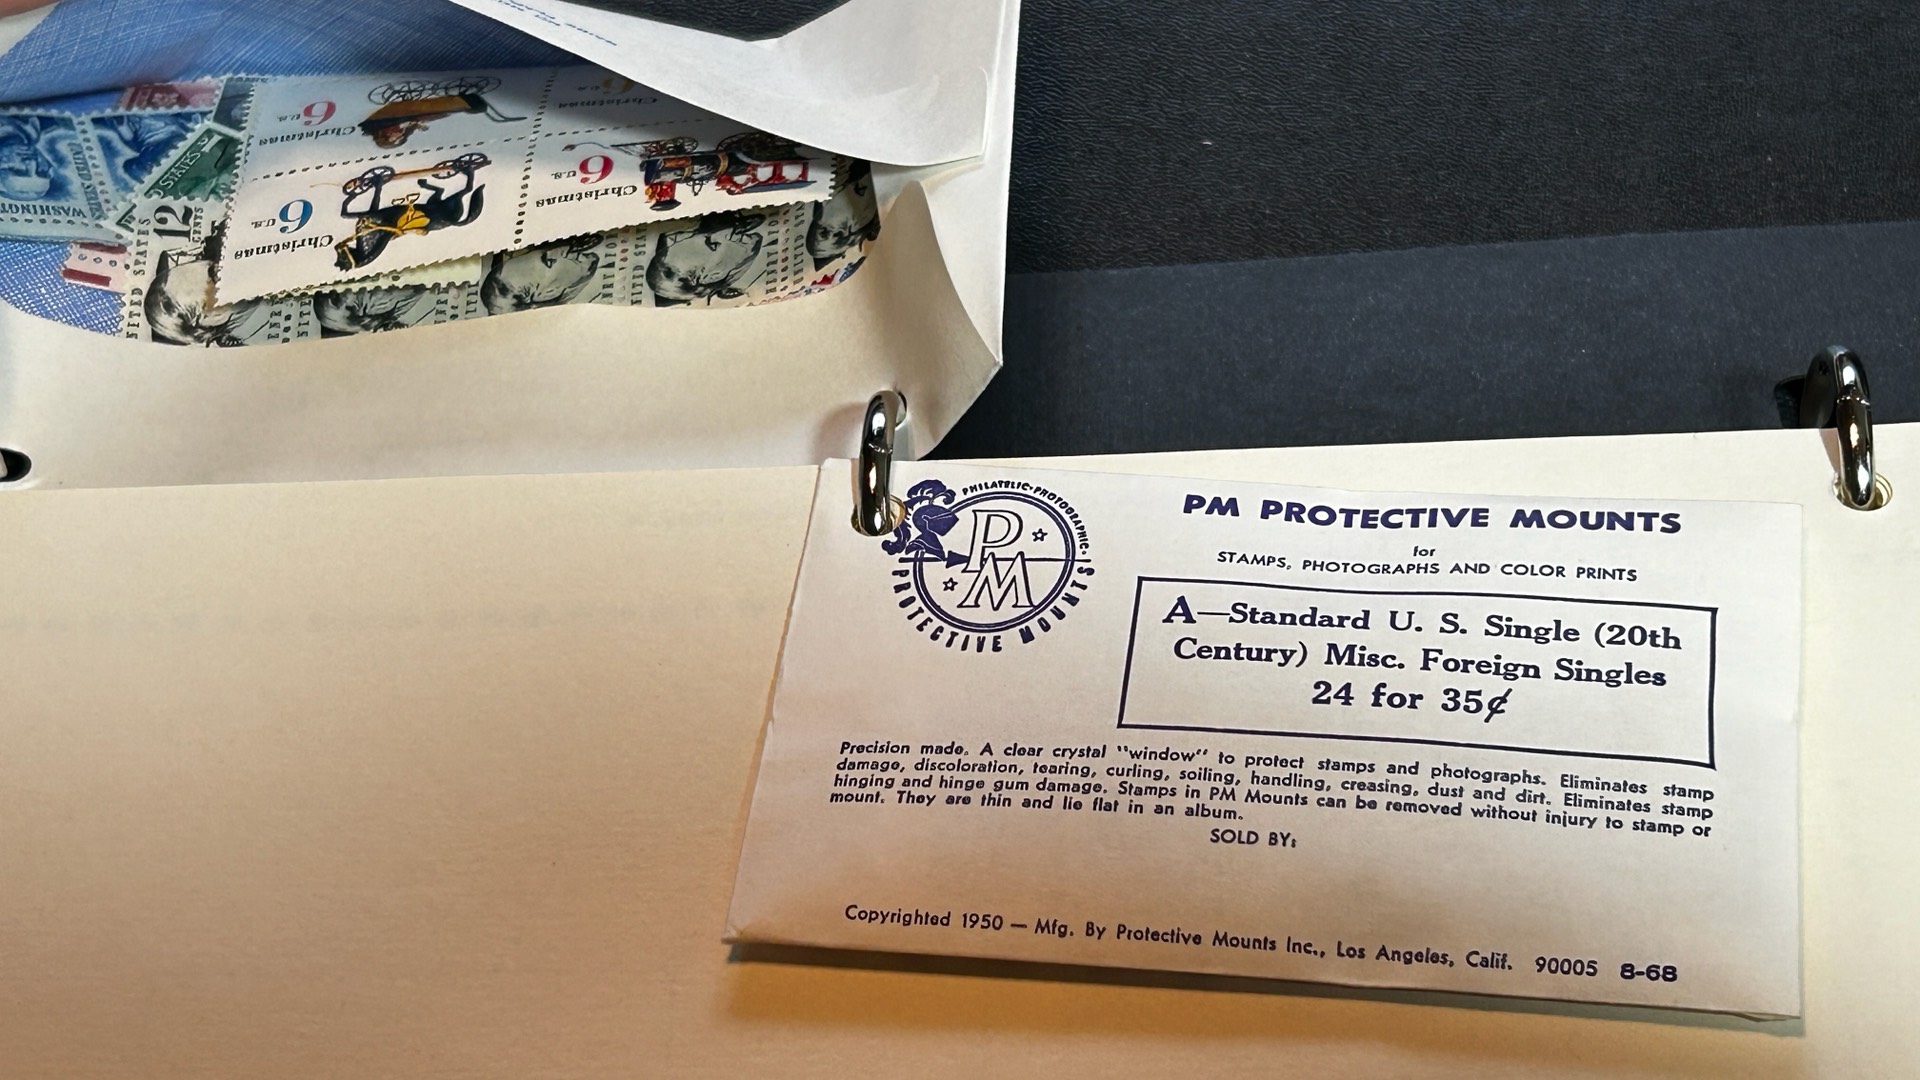 Christmas
6 U.S.
Christmas
Christmas
6 U.S.
Christmas
6 U.S.
WASHINGT
D STATES
UNITED STATES
12 CENTS
PHILATELIC·PHOTOGRAPHIC·
PM
PROTECTIVE MOUNTS
PM PROTECTIVE MOUNTS
for
STAMPS, PHOTOGRAPHS AND COLOR PRINTS
A—Standard U. S. Single (20th
Century) Misc. Foreign Singles
24 for 35¢
Precision made. A clear crystal "window" to protect stamps and photographs. Eliminates stamp
damage, discoloration, tearing, curling, soiling, handling, creasing, dust and dirt. Eliminates stamp
hinging and hinge gum damage. Stamps in PM Mounts can be removed without injury to stamp or
mount. They are thin and lie flat in an album.
SOLD BY:
Copyrighted 1950 — Mfg. By Protective Mounts Inc., Los Angeles, Calif. 90005 8-68